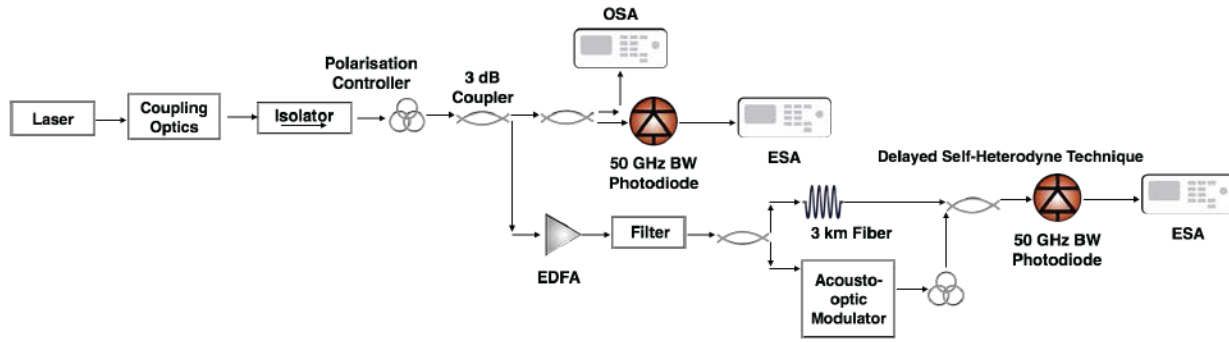 OSA
Polarisation
Controller
3 dB
Coupler
Laser
Coupling
Optics
Isolator
50 GHz BW
Photodiode
ESA
Delayed Self-Heterodyne Technique
EDFA
Filter
3 km Fiber
Acousto-
optic
Modulator
50 GHz BW
Photodiode
ESA